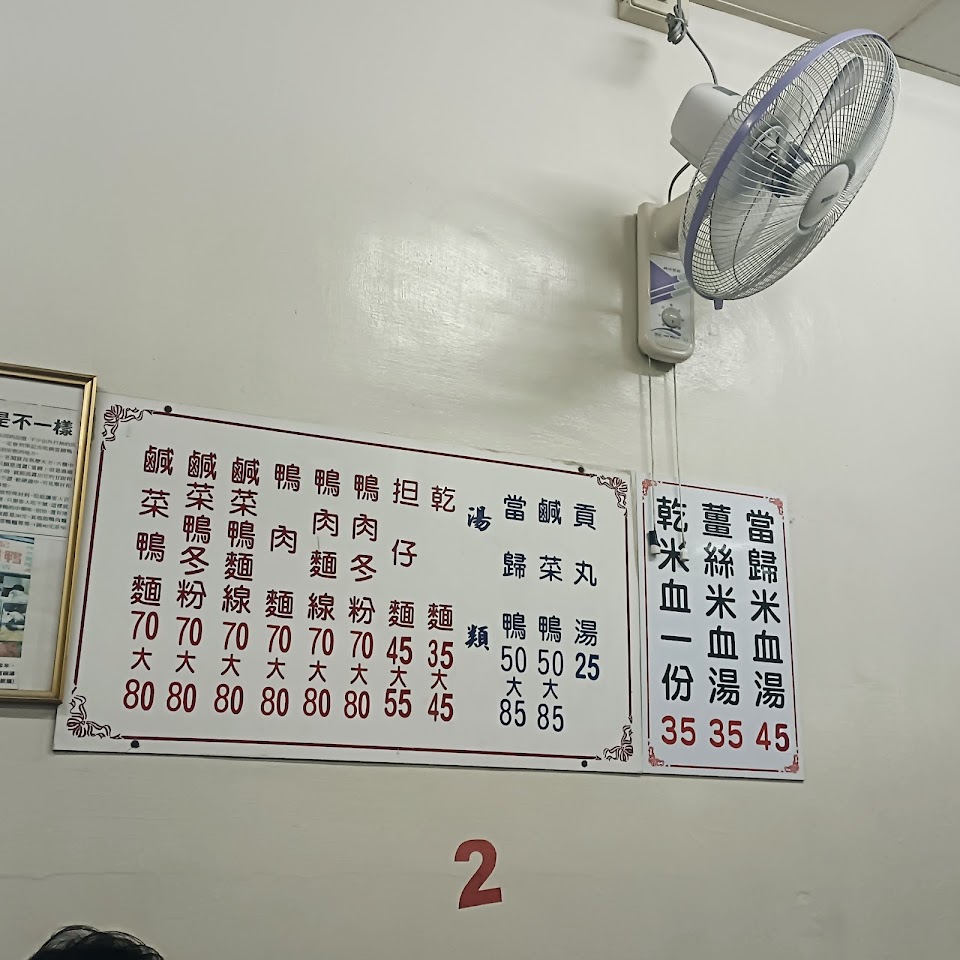 當歸米血湯 45
薑絲米血湯 35
乾米血一份 35
貢丸湯 25
鹹菜鴨 50 大 85
當歸鴨 50 大 85
湯類
乾麵 35 大 45
担仔麵 45 大 55
鴨肉冬粉 70 大 80
鴨肉麵線 70 大 80
鴨肉麵 70 大 80
鹹菜鴨麵線 70 大 80
鹹菜鴨冬粉 70 大 80
鹹菜鴨麵 70 大 80
是不一樣
2